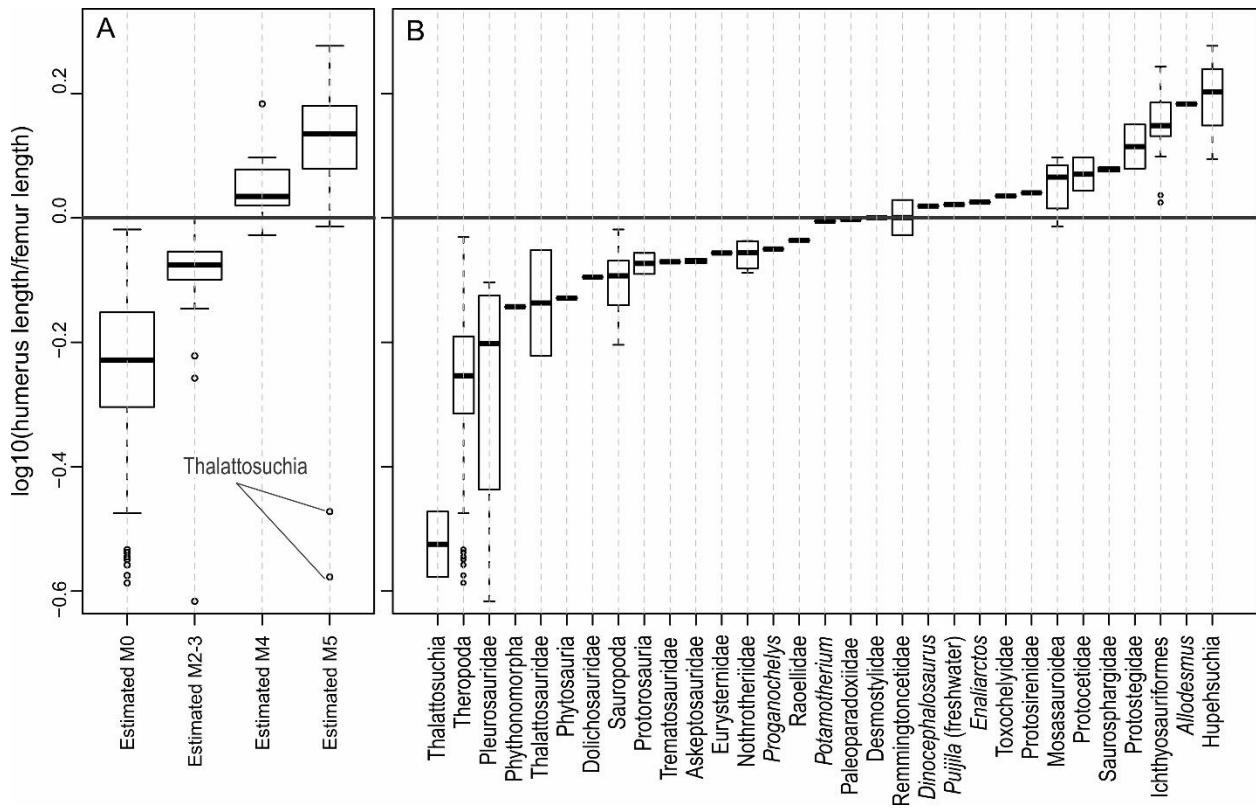 A
B
log10(humerus length/femur length)
0.2
0.0
−0.2
−0.4
−0.6
Thalattosuchia
Estimated M0
Estimated M2-3
Estimated M4
Estimated M5
Thalattosuchia
Theropoda
Pleurosauridae
Phythonomorpha
Thalattosauridae
Phytosauria
Dolichosauridae
Sauropoda
Protorosauria
Trematosauridae
Askeptosauridae
Eurysternidae
Nothrotheriidae
Proganochelys
Raoellidae
Potamotherium
Paleoparadoxiidae
Desmostylidae
Remmingtoncetidae
Dinocephalosaurus
Puijila (freshwater)
Enaliarctos
Toxochelyidae
Protosirenidae
Mosasauroidea
Protocetidae
Saurosphargidae
Protostegidae
Ichthyosauriformes
Allodesmus
Hupehsuchia